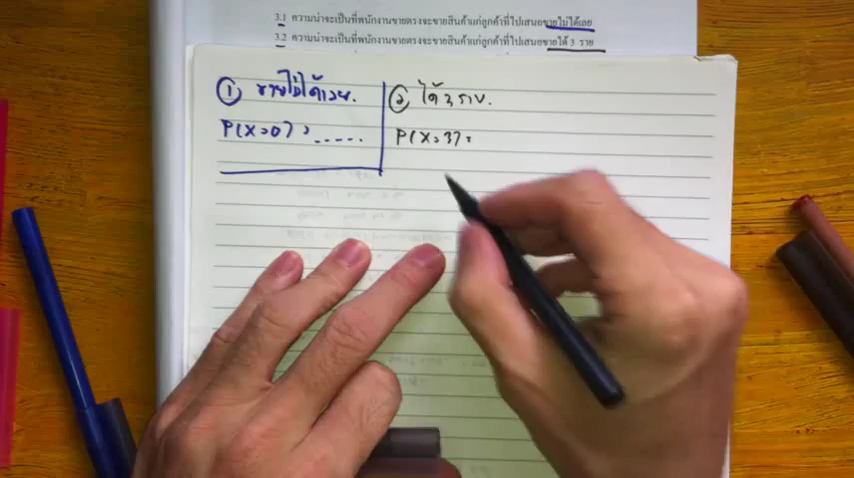 3.1 ความน่าจะเป็นที่พนักงานขายตรงจะขายสินค้าแก่ลูกค้าที่ไปเสนอขายไม่ได้เลย
3.2 ความน่าจะเป็นที่พนักงานขายตรงจะขายสินค้าแก่ลูกค้าที่ไปเสนอขายได้ 3 ราย
① ขายไม่ได้เลย.
P(X=0) = ......
② ได้ 3 ราย.
P(X=3) =